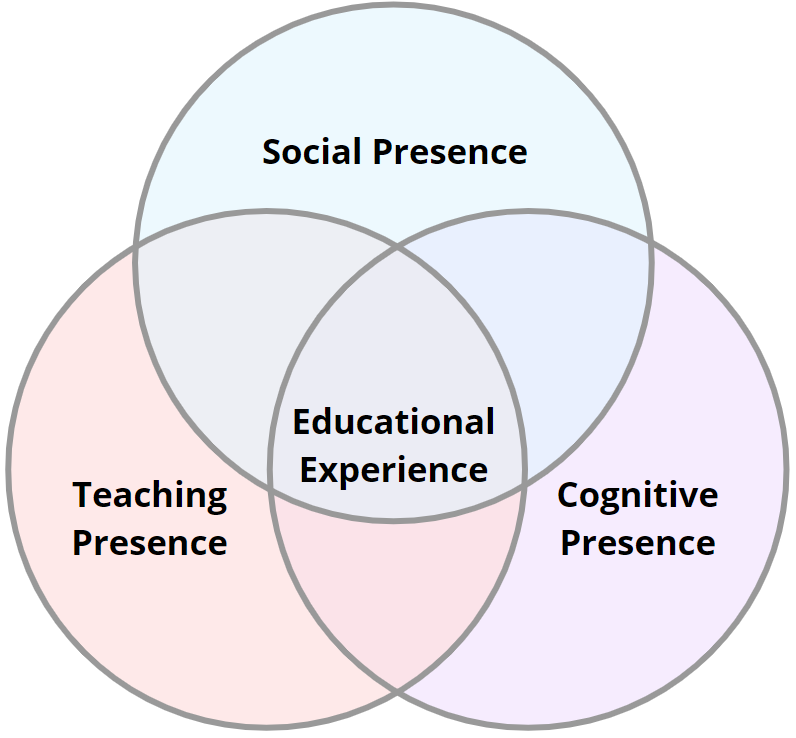 Social Presence
Educational
Experience
Teaching
Presence
Cognitive
Presence